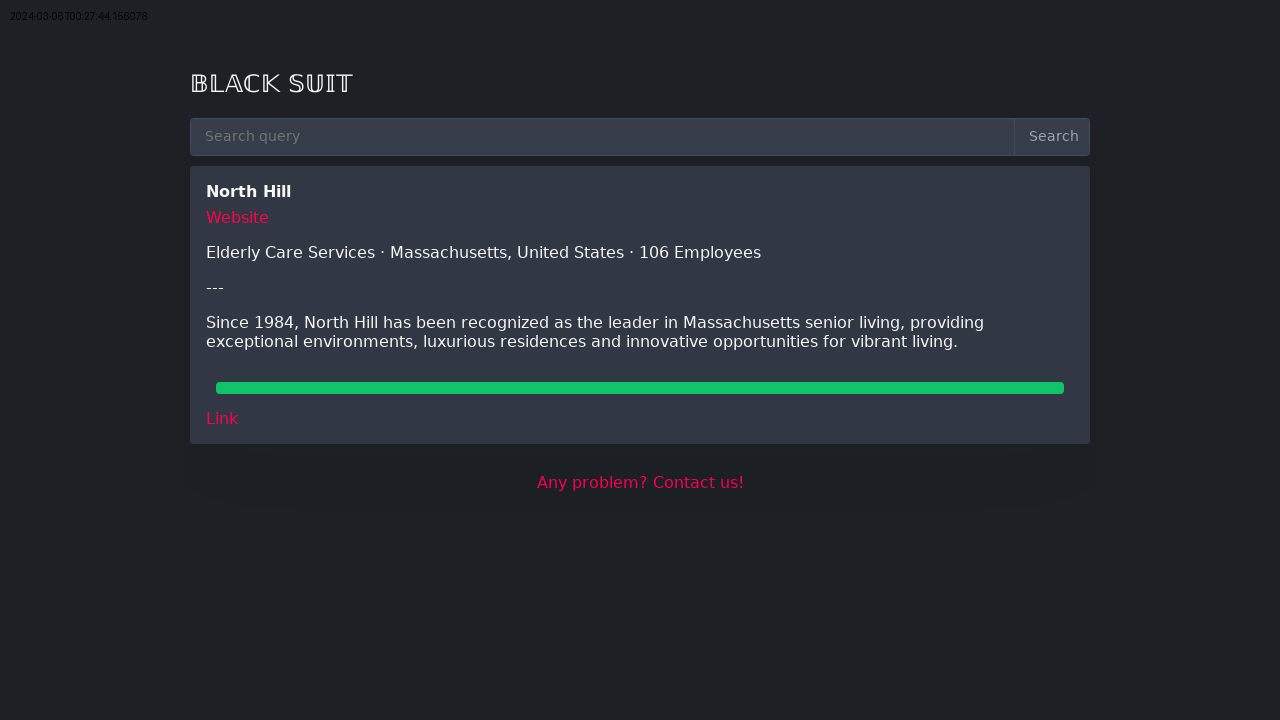 2024-03-06T00:27:44.156076
𝔹𝕃𝔸ℂ𝕂 𝕊𝕌𝕀𝕋
Search query
Search
North Hill
Website
Elderly Care Services · Massachusetts, United States · 106 Employees
---
Since 1984, North Hill has been recognized as the leader in Massachusetts senior living, providing
exceptional environments, luxurious residences and innovative opportunities for vibrant living.
Link
Any problem? Contact us!